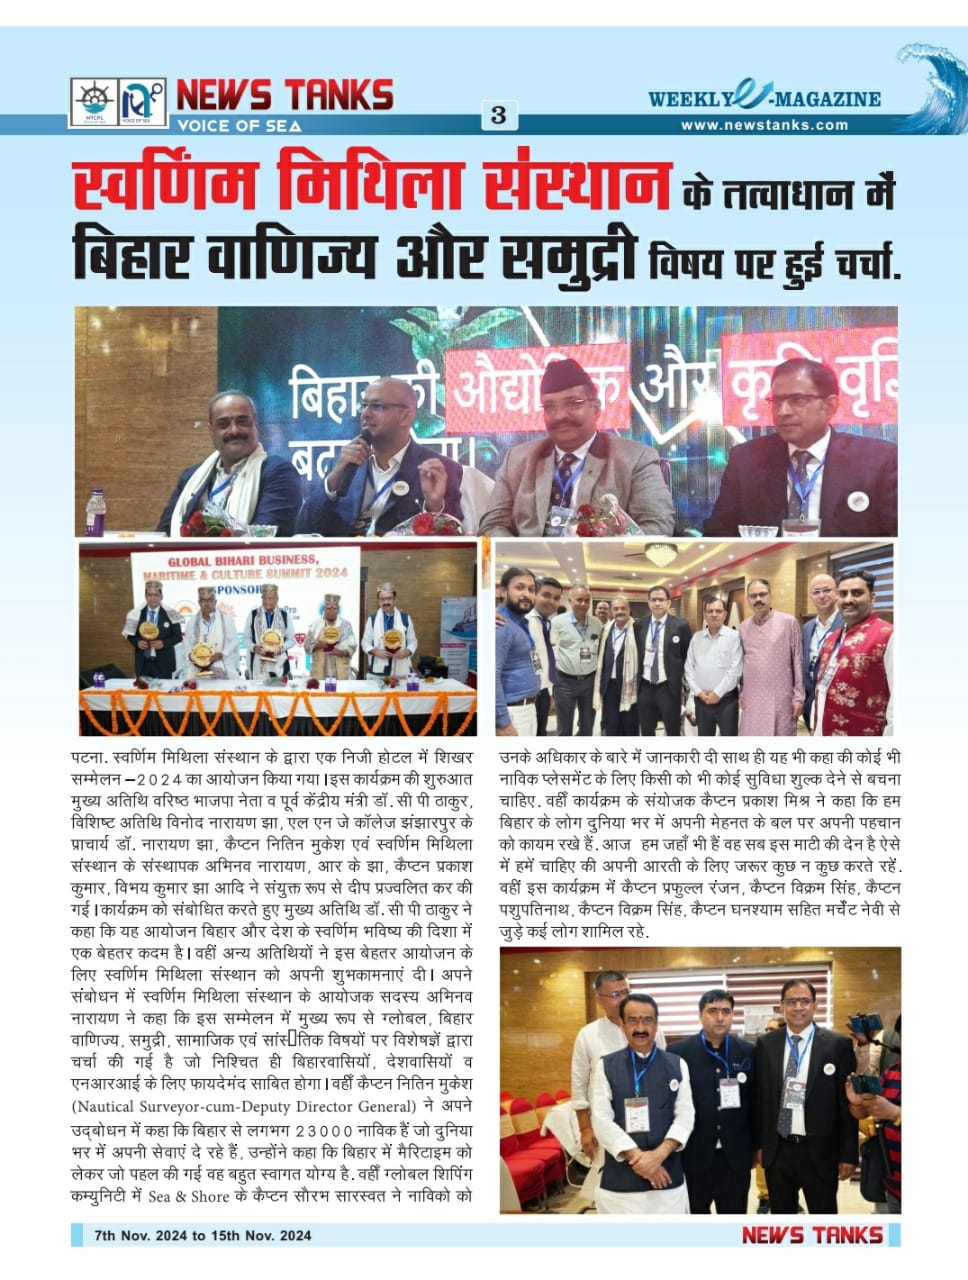 MTCPL
VOICE OF SEA
NEWS TANKS
VOICE OF SEA
3
WEEKLY e-MAGAZINE
www.newstanks.com
स्वर्णिम मिथिला संस्थान के तत्वाधान में
बिहार वाणिज्य और समुद्री विषय पर हुई चर्चा.
बिहार की औद्योगिक और कृषि वृद्धि
GLOBAL BIHARI BUSINESS,
MARITIME & CULTURE SUMMIT 2024
SPONSOR
पटना. स्वर्णिम मिथिला संस्थान के द्वारा एक निजी होटल में शिखर
सम्मेलन –2024 का आयोजन किया गया।इस कार्यक्रम की शुरुआत
मुख्य अतिथि वरिष्ठ भाजपा नेता व पूर्व केंद्रीय मंत्री डॉ. सी पी ठाकुर,
विशिष्ट अतिथि विनोद नारायण झा, एल एन जे कॉलेज झंझारपुर के
प्राचार्य डॉ. नारायण झा, कैप्टन नितिन मुकेश एवं स्वर्णिम मिथिला
संस्थान के संस्थापक अभिनव नारायण, आर के झा, कैप्टन प्रकाश
कुमार, विभय कुमार झा आदि ने संयुक्त रूप से दीप प्रज्वलित कर की
गई।कार्यक्रम को संबोधित करते हुए मुख्य अतिथि डॉ. सी पी ठाकुर ने
कहा कि यह आयोजन बिहार और देश के स्वर्णिम भविष्य की दिशा में
एक बेहतर कदम है। वहीं अन्य अतिथियों ने इस बेहतर आयोजन के
लिए स्वर्णिम मिथिला संस्थान को अपनी शुभकामनाएं दी। अपने
संबोधन में स्वर्णिम मिथिला संस्थान के आयोजक सदस्य अभिनव
नारायण ने कहा कि इस सम्मेलन में मुख्य रूप से ग्लोबल, बिहार
वाणिज्य, समुद्री, सामाजिक एवं सांस्तिक विषयों पर विशेषज्ञें द्वारा
चर्चा की गई है जो निश्चित ही बिहारवासियों, देशवासियों व
एनआरआई के लिए फायदेमंद साबित होगा।वहीँ कैप्टन नितिन मुकेश
(Nautical Surveyor-cum-Deputy Director General) ने अपने
उद्बोधन में कहा कि बिहार से लगभग 23000 नाविक हैं जो दुनिया
भर में अपनी सेवाएं दे रहे हैं, उन्होंने कहा कि बिहार में मैरिटाइम को
लेकर जो पहल की गई वह बहुत स्वागत योग्य है. वहीँ ग्लोबल शिपिंग
कम्युनिटी में Sea & Shore के कैप्टन सौरभ सारस्वत ने नाविको को
उनके अधिकार के बारे में जानकारी दी साथ ही यह भी कहा की कोई भी
नाविक प्लेसमेंट के लिए किसी को भी कोई सुविधा शुल्क देने से बचना
चाहिए. वहीँ कार्यक्रम के संयोजक कैप्टन प्रकाश मिश्र ने कहा कि हम
बिहार के लोग दुनिया भर में अपनी मेहनत के बल पर अपनी पहचान
को कायम रखे हैं. आज हम जहाँ भी हैं वह सब इस माटी की देन है ऐसे
में हमें चाहिए की अपनी आरती के लिए जरूर कुछ न कुछ करते रहें.
वहीं इस कार्यक्रम में कैप्टन प्रफुल्ल रंजन, कैप्टन विक्रम सिंह, कैप्टन
पशुपतिनाथ, कैप्टन विक्रम सिंह, कैप्टन घनश्याम सहित मर्चेंट नेवी से
जुड़े कई लोग शामिल रहे.
7th Nov. 2024 to 15th Nov. 2024
NEWS TANKS